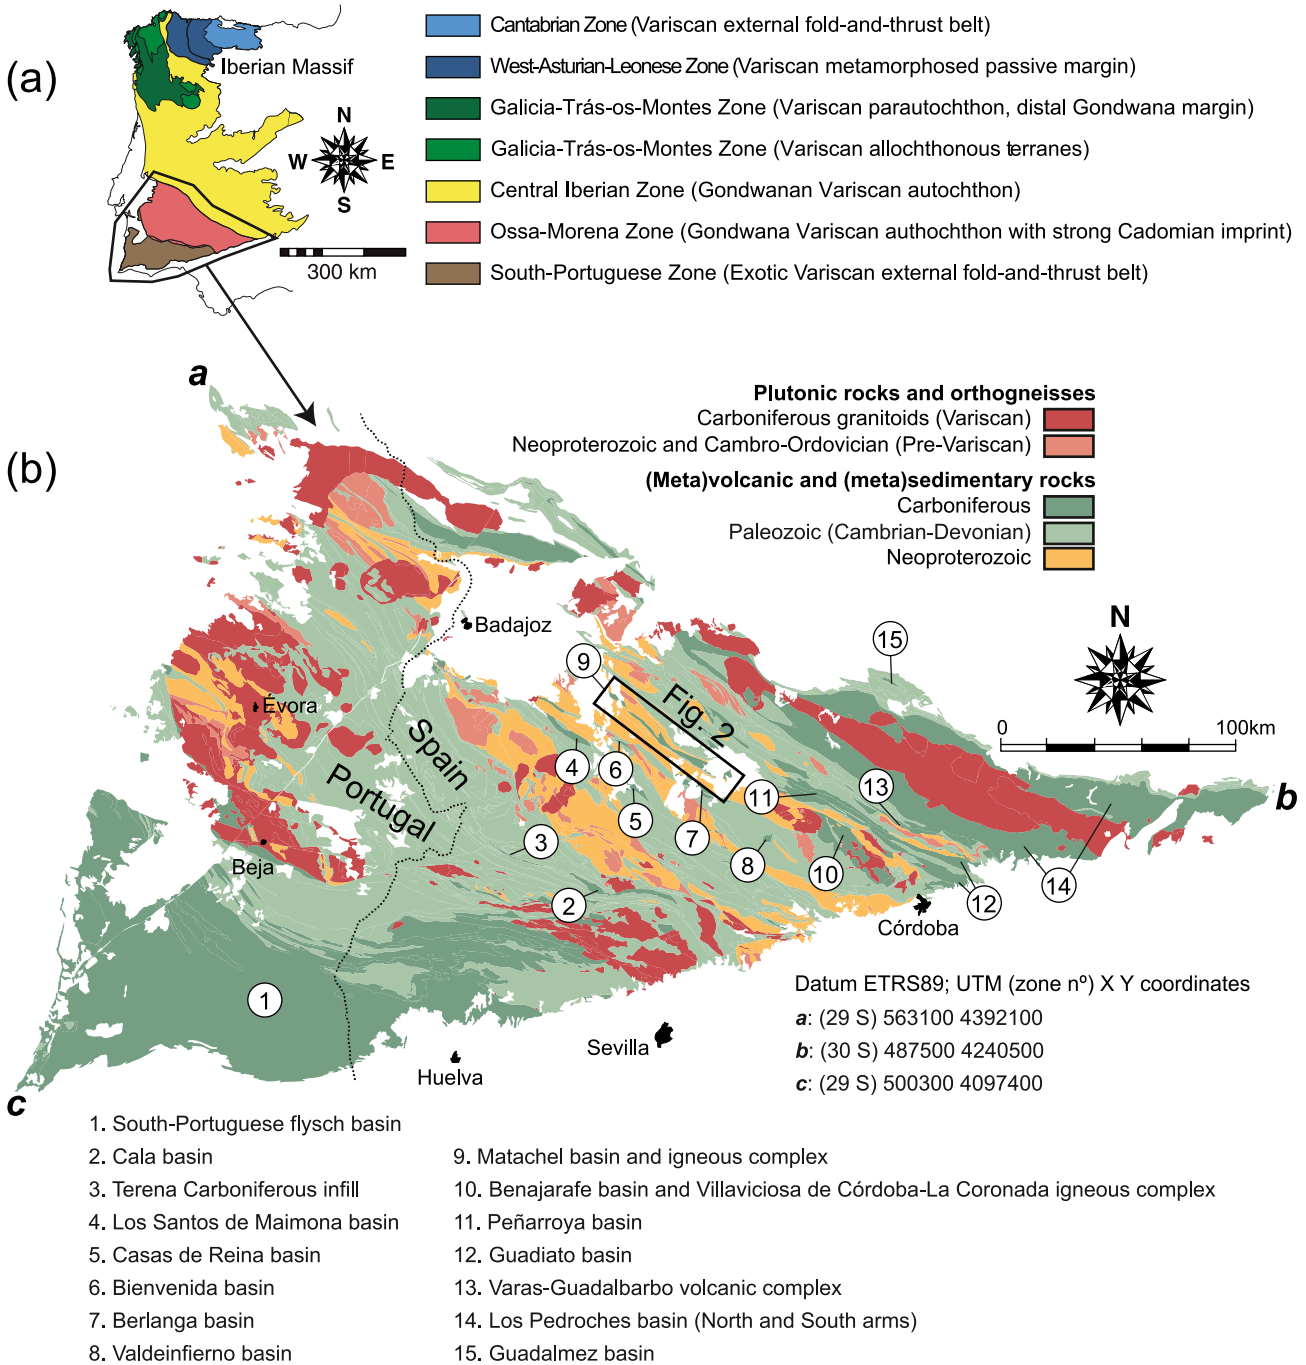 (a)
Iberian Massif
N
W E
S
300 km
Cantabrian Zone (Variscan external fold-and-thrust belt)
West-Asturian-Leonese Zone (Variscan metamorphosed passive margin)
Galicia-Trás-os-Montes Zone (Variscan parautochthon, distal Gondwana margin)
Galicia-Trás-os-Montes Zone (Variscan allochthonous terranes)
Central Iberian Zone (Gondwanan Variscan autochthon)
Ossa-Morena Zone (Gondwana Variscan authochthon with strong Cadomian imprint)
South-Portuguese Zone (Exotic Variscan external fold-and-thrust belt)
(b)
a
Plutonic rocks and orthogneisses
Carboniferous granitoids (Variscan)
Neoproterozoic and Cambro-Ordovician (Pre-Variscan)
(Meta)volcanic and (meta)sedimentary rocks
Carboniferous
Paleozoic (Cambrian-Devonian)
Neoproterozoic
N
0 100km
Badajoz
15
9
Fig. 2
Évora
Spain
Portugal
4
6
11
13
b
5
7
3
8
10
Beja
2
12
14
Córdoba
1
Sevilla
Huelva
c
Datum ETRS89; UTM (zone nº) X Y coordinates
a: (29 S) 563100 4392100
b: (30 S) 487500 4240500
c: (29 S) 500300 4097400
1. South-Portuguese flysch basin
2. Cala basin
3. Terena Carboniferous infill
4. Los Santos de Maimona basin
5. Casas de Reina basin
6. Bienvenida basin
7. Berlanga basin
8. Valdeinfierno basin
9. Matachel basin and igneous complex
10. Benajarafe basin and Villaviciosa de Córdoba-La Coronada igneous complex
11. Peñarroya basin
12. Guadiato basin
13. Varas-Guadalbarbo volcanic complex
14. Los Pedroches basin (North and South arms)
15. Guadalmez basin